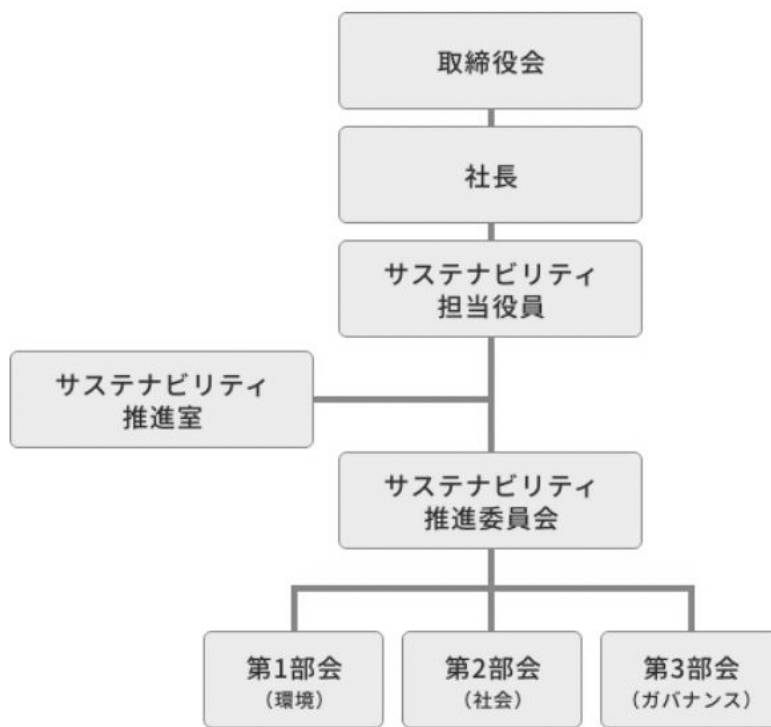 取締役会
社長
サステナビリティ
担当役員
サステナビリティ
推進室
サステナビリティ
推進委員会
第1部会
（環境）
第2部会
（社会）
第3部会
（ガバナンス）